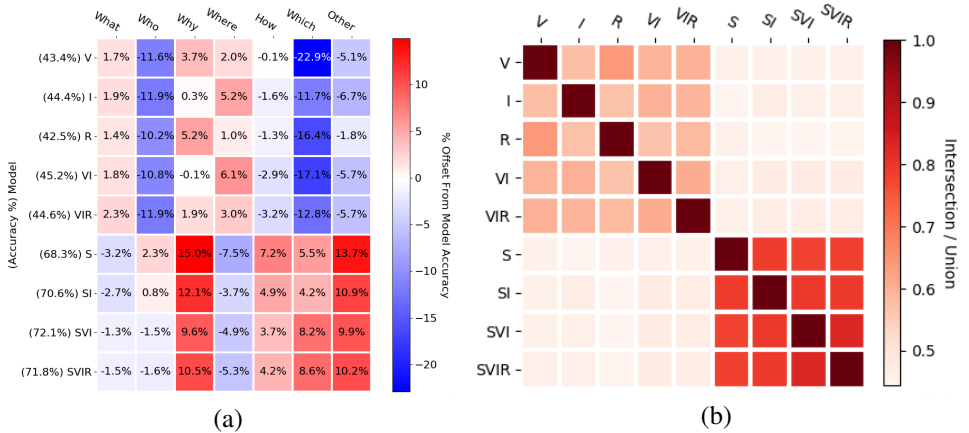 What Who Why Where How Which Other
(Accuracy %) Model
(43.4%) V 1.7% -11.6% 3.7% 2.0% -0.1% -22.9% -5.1%
(44.4%) I 1.9% -11.9% 0.3% 5.2% -1.6% -11.7% -6.7%
(42.5%) R 1.4% -10.2% 5.2% 1.0% -1.3% -16.4% -1.8%
(45.2%) VI 1.8% -10.8% -0.1% 6.1% -2.9% -17.1% -5.7%
(44.6%) VIR 2.3% -11.9% 1.9% 3.0% -3.2% -12.8% -5.7%
(68.3%) S -3.2% 2.3% 15.0% -7.5% 7.2% 5.5% 13.7%
(70.6%) SI -2.7% 0.8% 12.1% -3.7% 4.9% 4.2% 10.9%
(72.1%) SVI -1.3% -1.5% 9.6% -4.9% 3.7% 8.2% 9.9%
(71.8%) SVIR -1.5% -1.6% 10.5% -5.3% 4.2% 8.6% 10.2%
10
5
0
-5
-10
-15
-20
% Offset From Model Accuracy
(a)
V I R VI VIR S SI SVI SVIR
V
I
R
VI
VIR
S
SI
SVI
SVIR
1.0
0.9
0.8
0.7
0.6
0.5
Intersection / Union
(b)